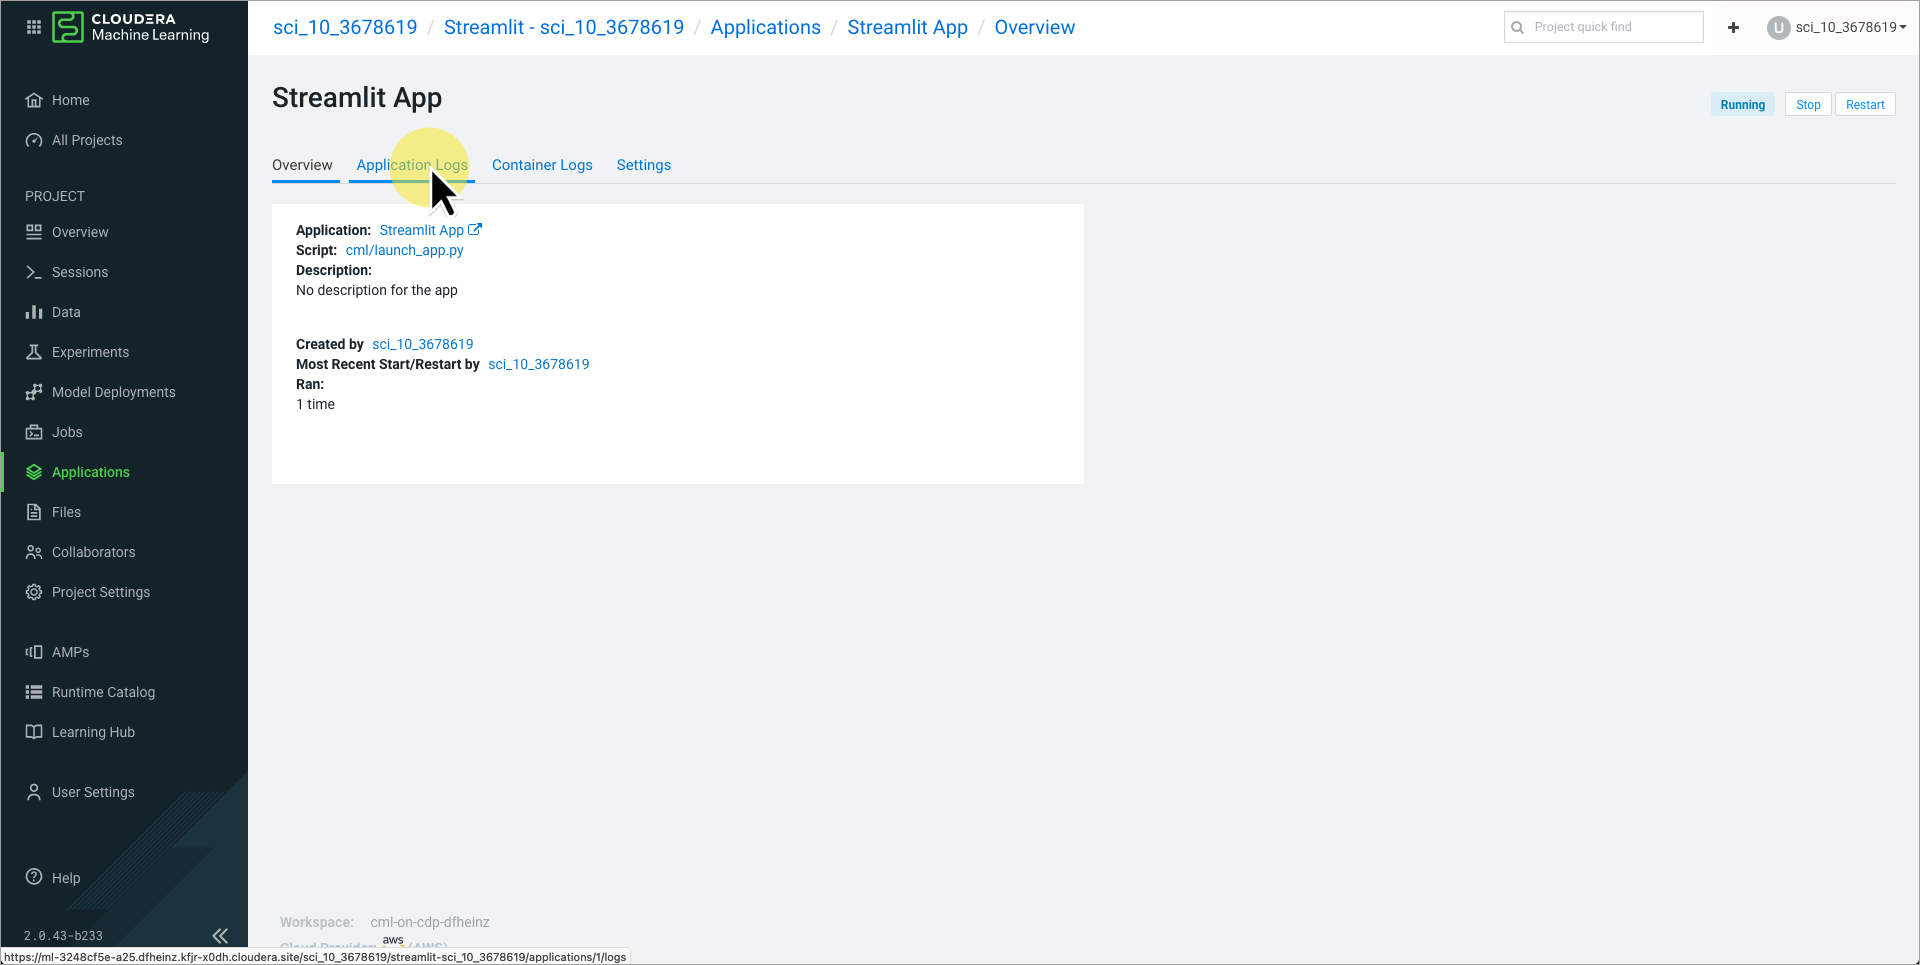 CLOUDERA
Machine Learning
sci_10_3678619 / Streamlit - sci_10_3678619 / Applications / Streamlit App / Overview
Project quick find
U sci_10_3678619
Home
All Projects
PROJECT
Overview
Sessions
Data
Experiments
Model Deployments
Jobs
Applications
Files
Collaborators
Project Settings
AMPs
Runtime Catalog
Learning Hub
User Settings
Help
2.0.43-b233
Streamlit App
Running Stop Restart
Overview Application Logs Container Logs Settings
Application: Streamlit App
Script: cml/launch_app.py
Description:
No description for the app
Created by sci_10_3678619
Most Recent Start/Restart by sci_10_3678619
Ran:
1 time
Workspace: cml-on-cdp-dfheinz
Cloud Provider: aws (AWS)
https://ml-3248cf5e-a25.dfheinz.kfjr-x0dh.cloudera.site/sci_10_3678619/streamlit-sci_10_3678619/applications/1/logs